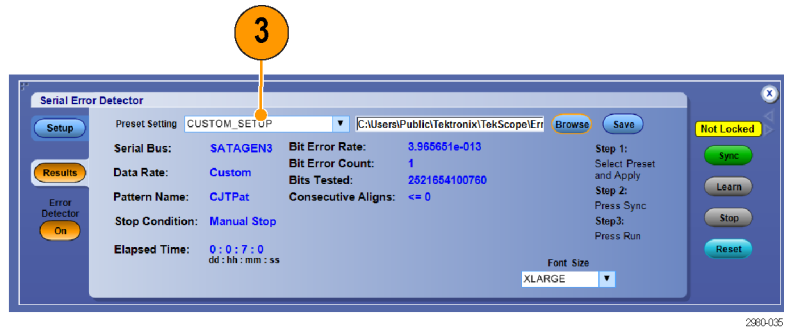 3
Serial Error Detector
X
Setup
Preset Setting CUSTOM_SETUP C:\Users\Public\Tektronix\TekScope\Err Browse Save
Not Locked
Serial Bus: SATAGEN3 Bit Error Rate: 3.965651e-013 Step 1:
Sync
Results
Data Rate: Custom Bit Error Count: 1 Select Preset
and Apply
Bits Tested: 2521654100760
Learn
Pattern Name: CJTPat Consecutive Aligns: <= 0 Step 2:
Press Sync
Error
Detector
On
Stop Condition: Manual Stop Step3:
Press Run
Stop
Elapsed Time: 0 : 0 : 7 : 0
dd : hh : mm : ss
Reset
Font Size
XLARGE
2980-035